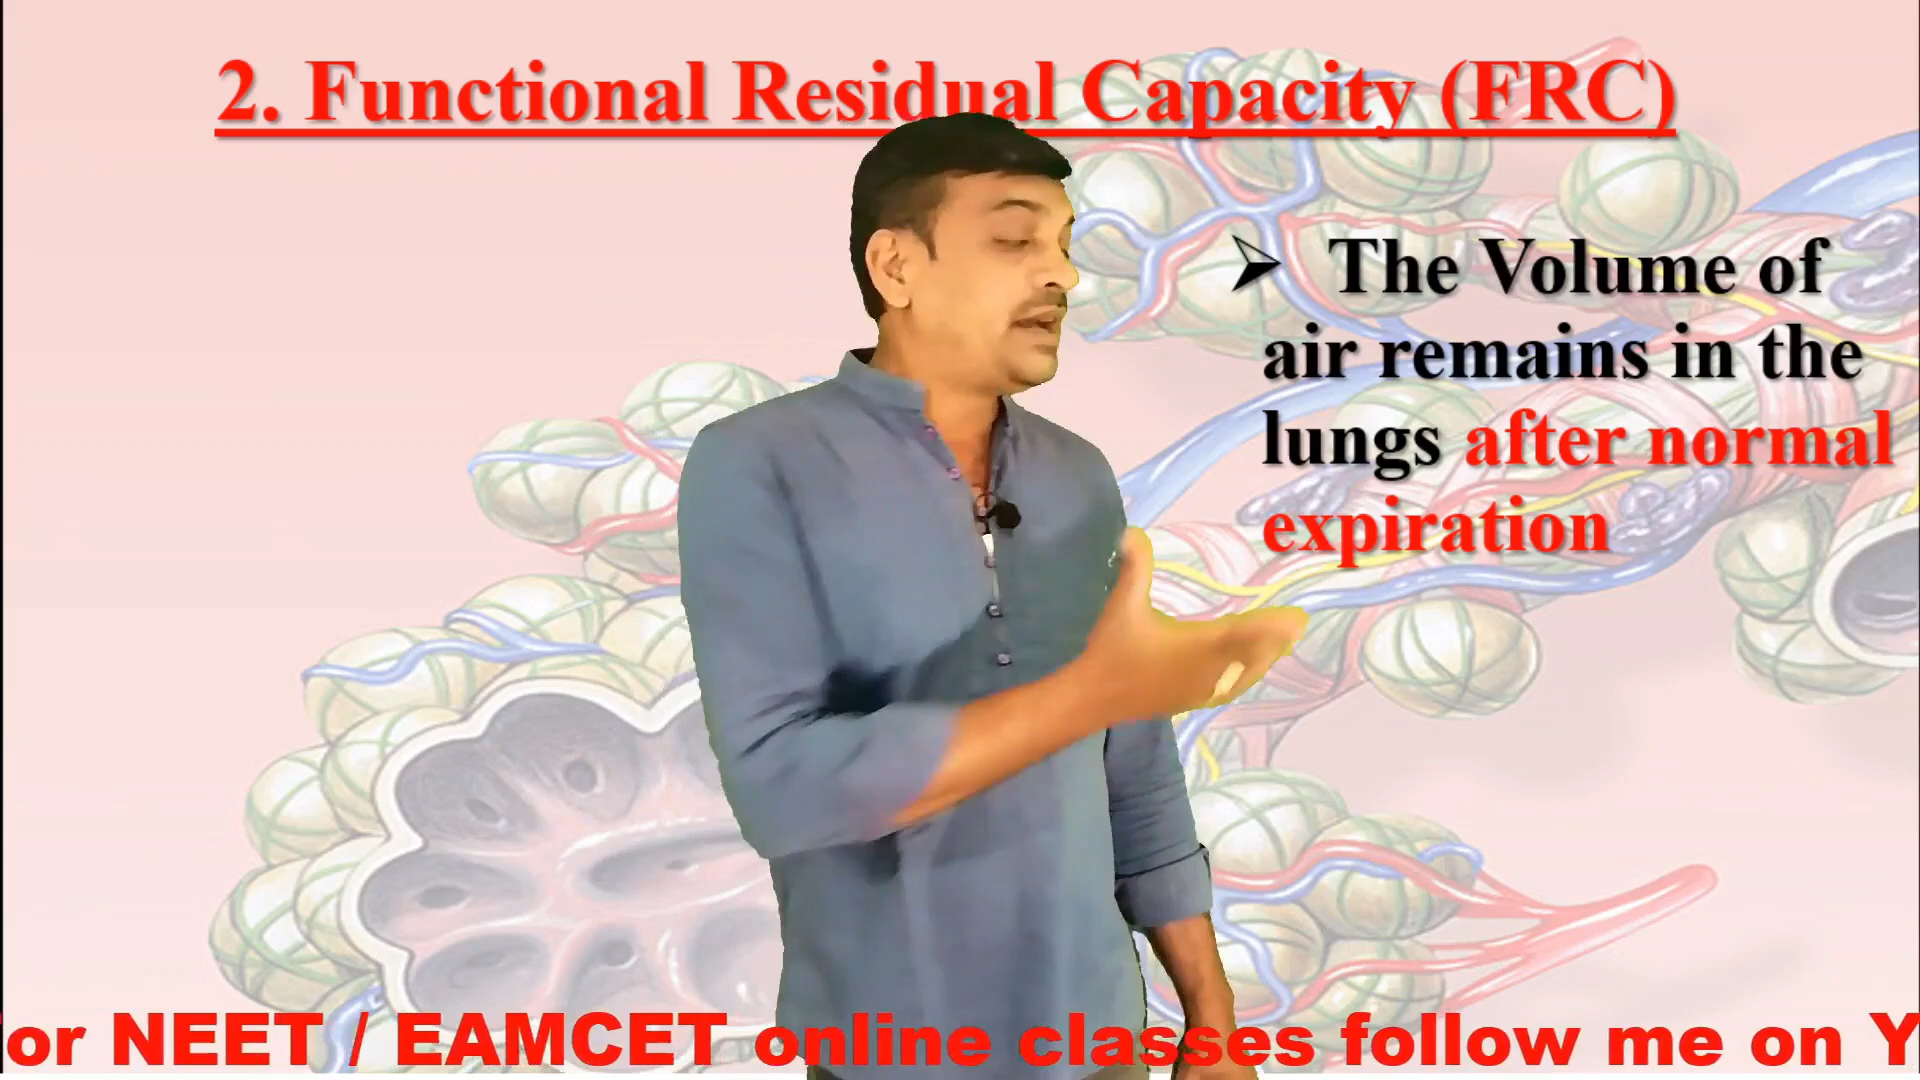 2. Functional Residual Capacity (FRC)
➢ The Volume of
air remains in the
lungs after normal
expiration
or NEET / EAMCET online classes follow me on Y